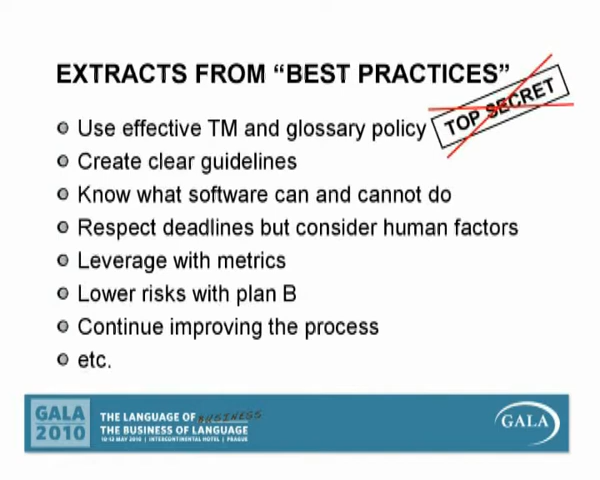 EXTRACTS FROM “BEST PRACTICES”
TOP SECRET
Use effective TM and glossary policy
Create clear guidelines
Know what software can and cannot do
Respect deadlines but consider human factors
Leverage with metrics
Lower risks with plan B
Continue improving the process
etc.
GALA
2010
THE LANGUAGE OF BUSINESS
THE BUSINESS OF LANGUAGE
10-12 MAY 2010 | INTERCONTINENTAL HOTEL | PRAGUE
GALA